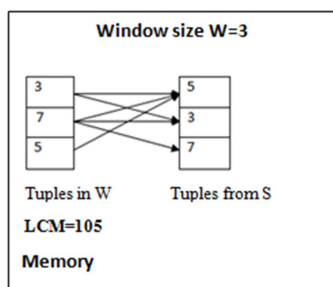 Window size W=3
3 5
7 3
5 7
Tuples in W Tuples from S
LCM=105
Memory